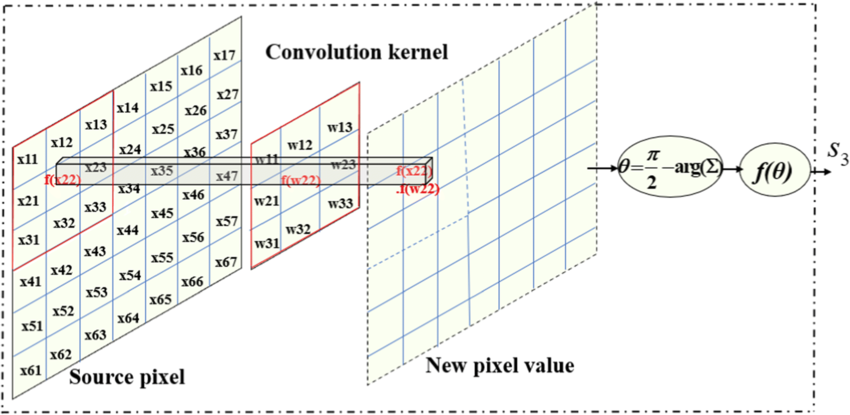 Convolution kernel
x11 x12 x13 x14 x15 x16 x17
x21 f(x22) x23 x24 x25 x26 x27
x31 x32 x33 x34 x35 x36 x37
x41 x42 x43 x44 x45 x46 x47
x51 x52 x53 x54 x55 x56 x57
x61 x62 x63 x64 x65 x66 x67
Source pixel
w11 w12 w13
w21 f(w22) w23
w31 w32 w33
f(x22)
.f(w22)
New pixel value
θ=π/2−arg(Σ)
f(θ)
S3